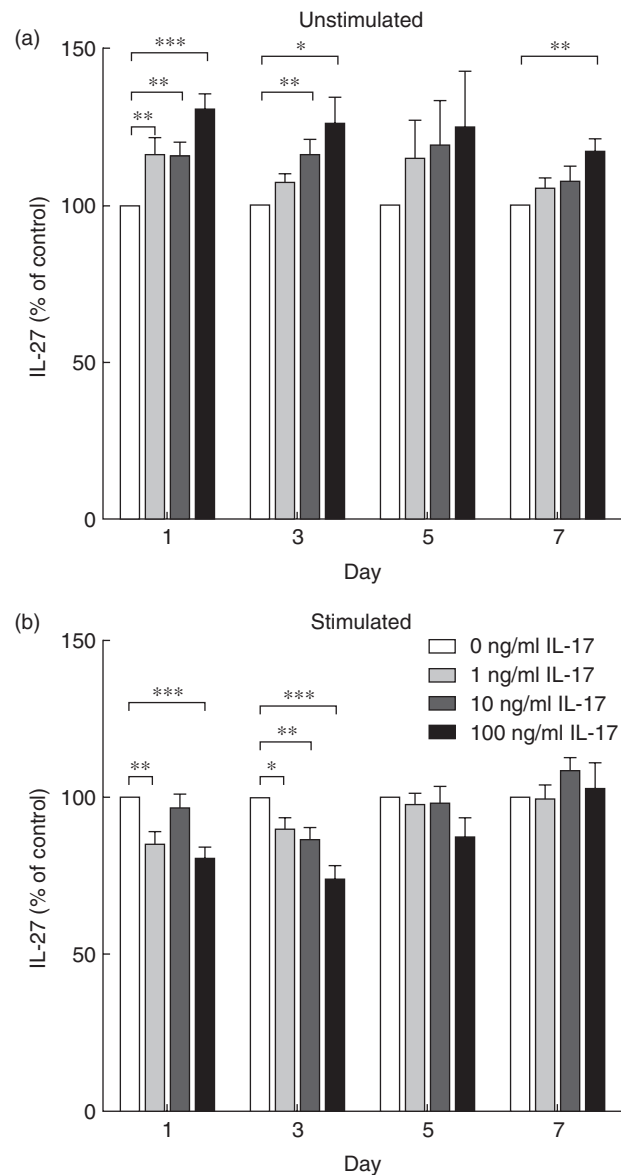 (a)
Unstimulated
150
100
50
0
IL-27 (% of control)
***
**
**
*
**
**
1
3
5
7
Day
(b)
Stimulated
150
100
50
0
IL-27 (% of control)
0 ng/ml IL-17
1 ng/ml IL-17
10 ng/ml IL-17
100 ng/ml IL-17
***
**
***
**
*
1
3
5
7
Day